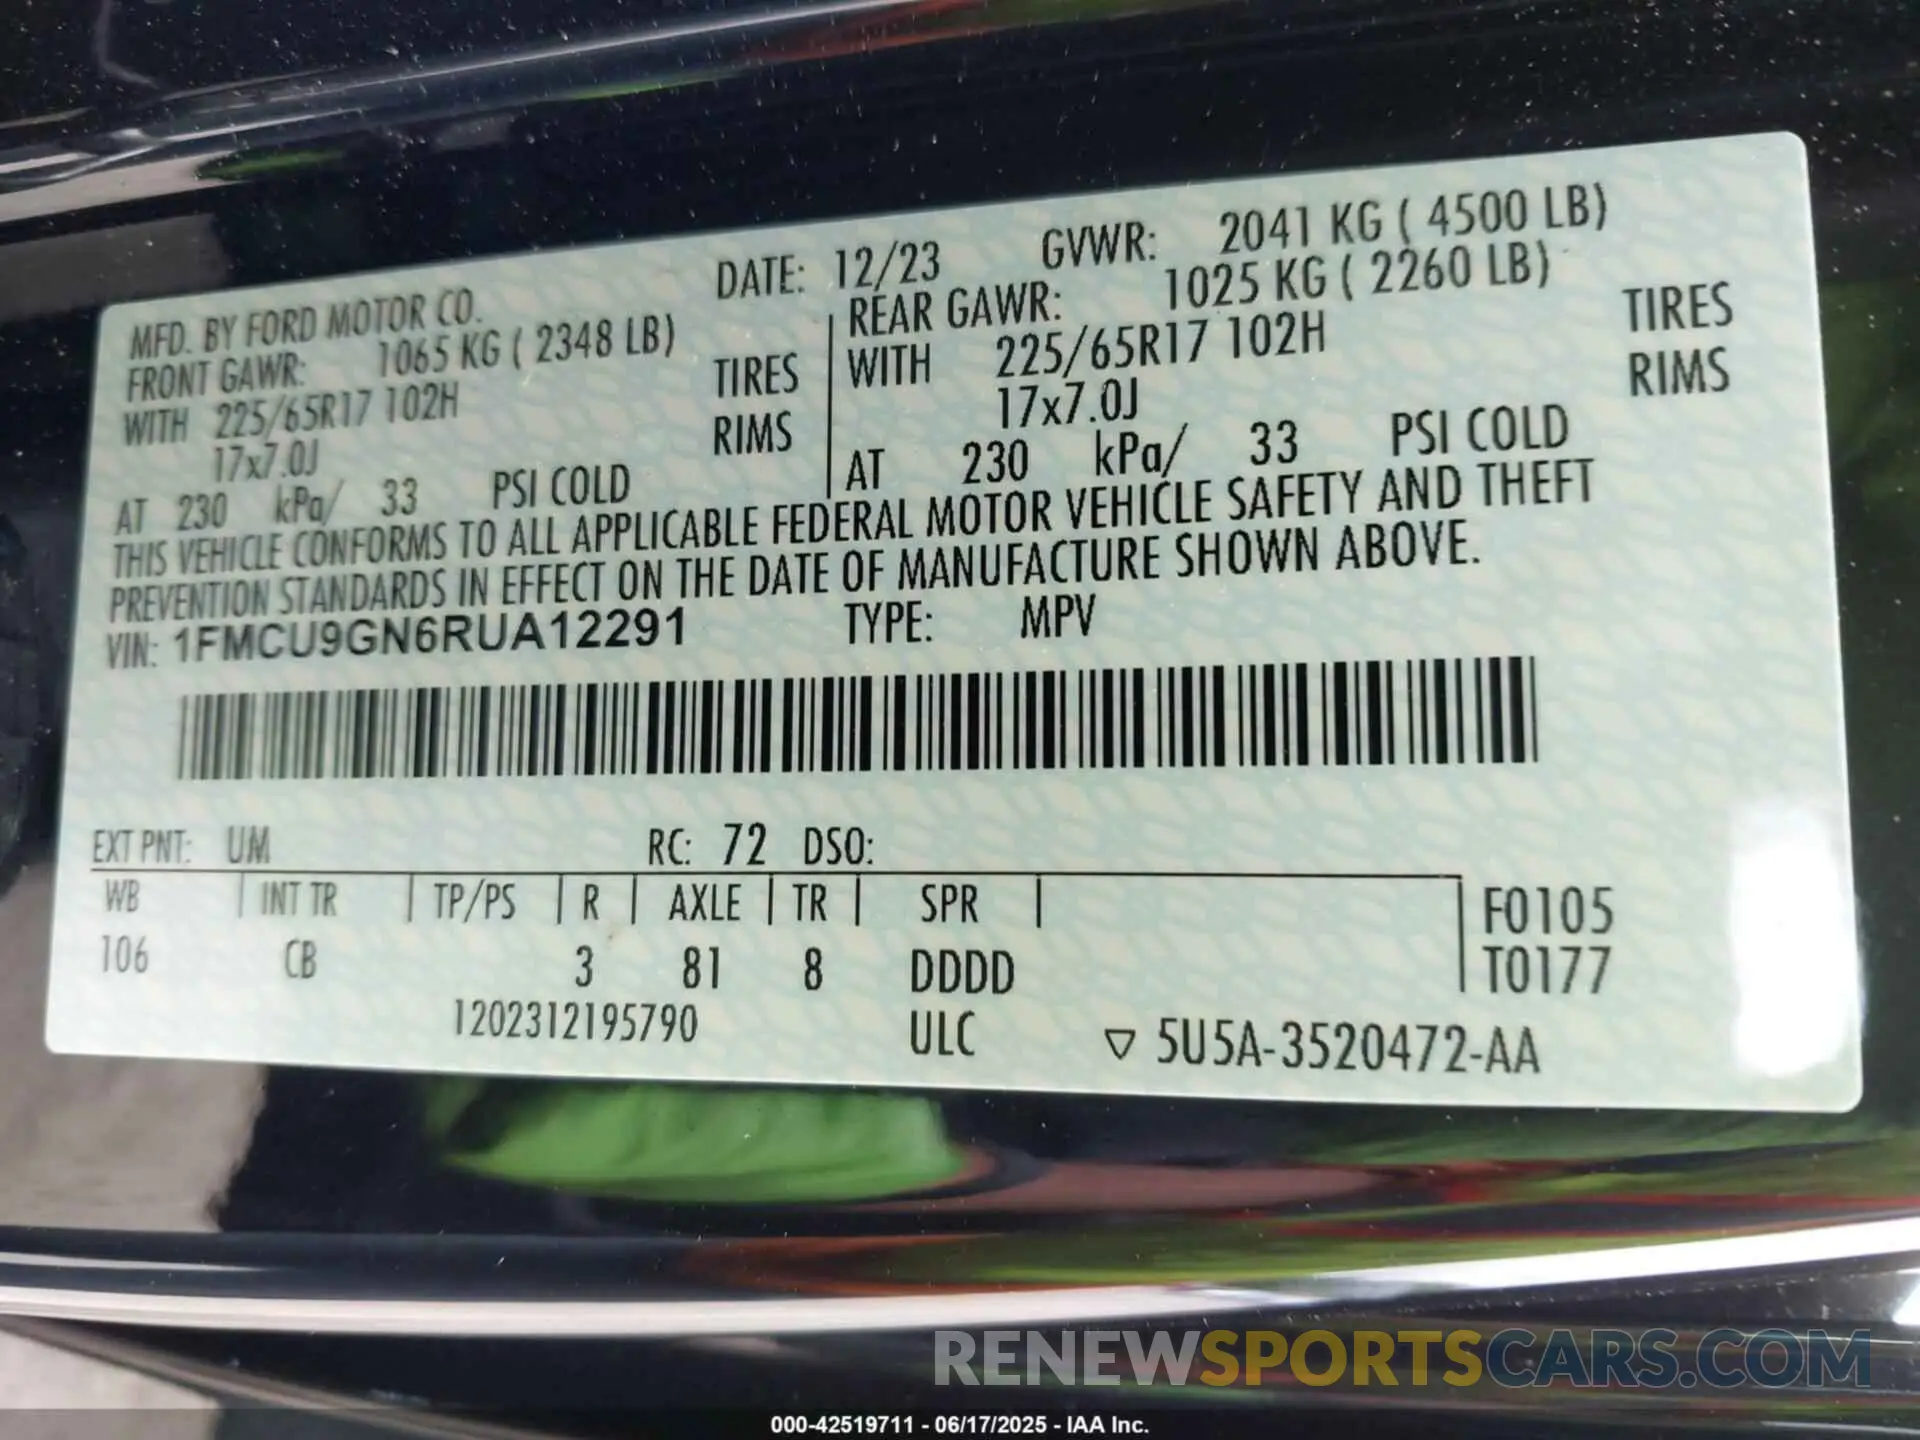 MFD. BY FORD MOTOR CO. DATE: 12/23 GVWR: 2041 KG ( 4500 LB)
FRONT GAWR: 1065 KG ( 2348 LB) REAR GAWR: 1025 KG ( 2260 LB)
WITH 225/65R17 102H TIRES WITH 225/65R17 102H TIRES
17x7.0J RIMS 17x7.0J RIMS
AT 230 kPa/ 33 PSI COLD AT 230 kPa/ 33 PSI COLD
THIS VEHICLE CONFORMS TO ALL APPLICABLE FEDERAL MOTOR VEHICLE SAFETY AND THEFT
PREVENTION STANDARDS IN EFFECT ON THE DATE OF MANUFACTURE SHOWN ABOVE.
VIN: 1FMCU9GN6RUA12291 TYPE: MPV
EXT PNT: UM RC: 72 DSO:
WB INT TR TP/PS R AXLE TR SPR F0105
106 CB 3 81 8 DDDD T0177
1202312195790 ULC ▽ 5U5A-3520472-AA
RENEWSPORTSCARS.COM
000-42519711 - 06/17/2025 - IAA Inc.